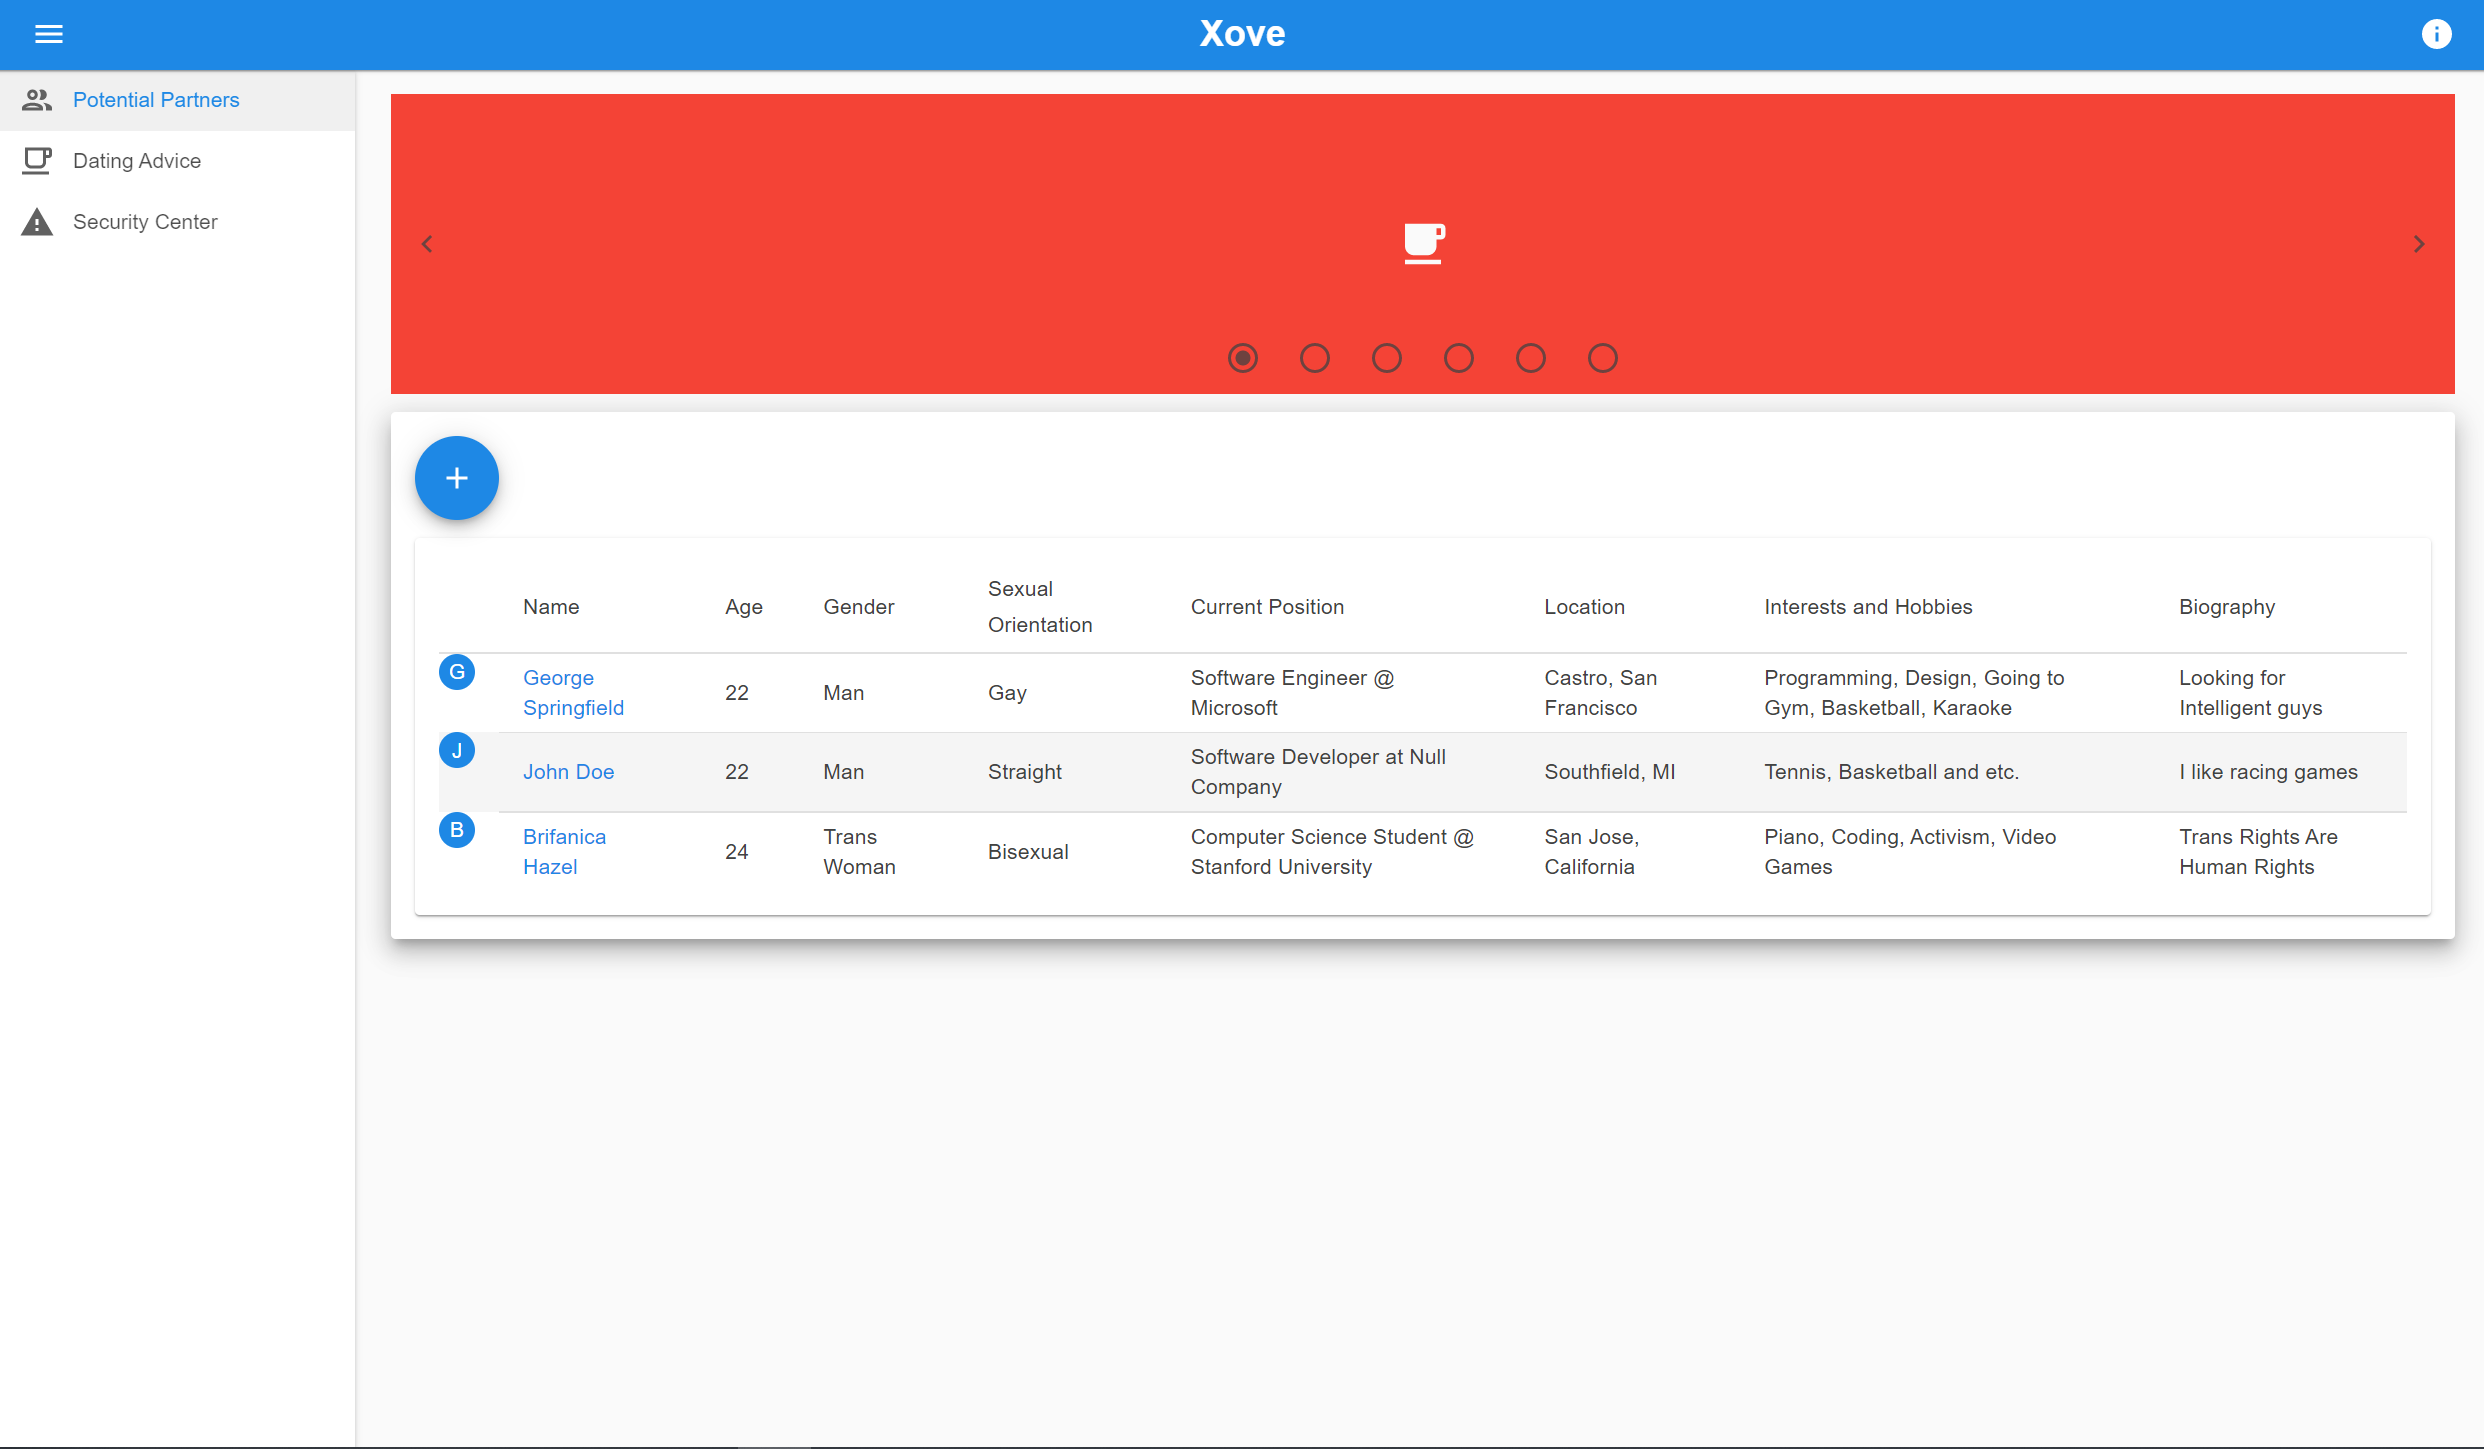 Xove
Potential Partners
Dating Advice
Security Center
Name
Age
Gender
Sexual
Orientation
Current Position
Location
Interests and Hobbies
Biography
G
George
Springfield
22
Man
Gay
Software Engineer @
Microsoft
Castro, San
Francisco
Programming, Design, Going to
Gym, Basketball, Karaoke
Looking for
Intelligent guys
J
John Doe
22
Man
Straight
Software Developer at Null
Company
Southfield, MI
Tennis, Basketball and etc.
I like racing games
B
Brifanica
Hazel
24
Trans
Woman
Bisexual
Computer Science Student @
Stanford University
San Jose,
California
Piano, Coding, Activism, Video
Games
Trans Rights Are
Human Rights